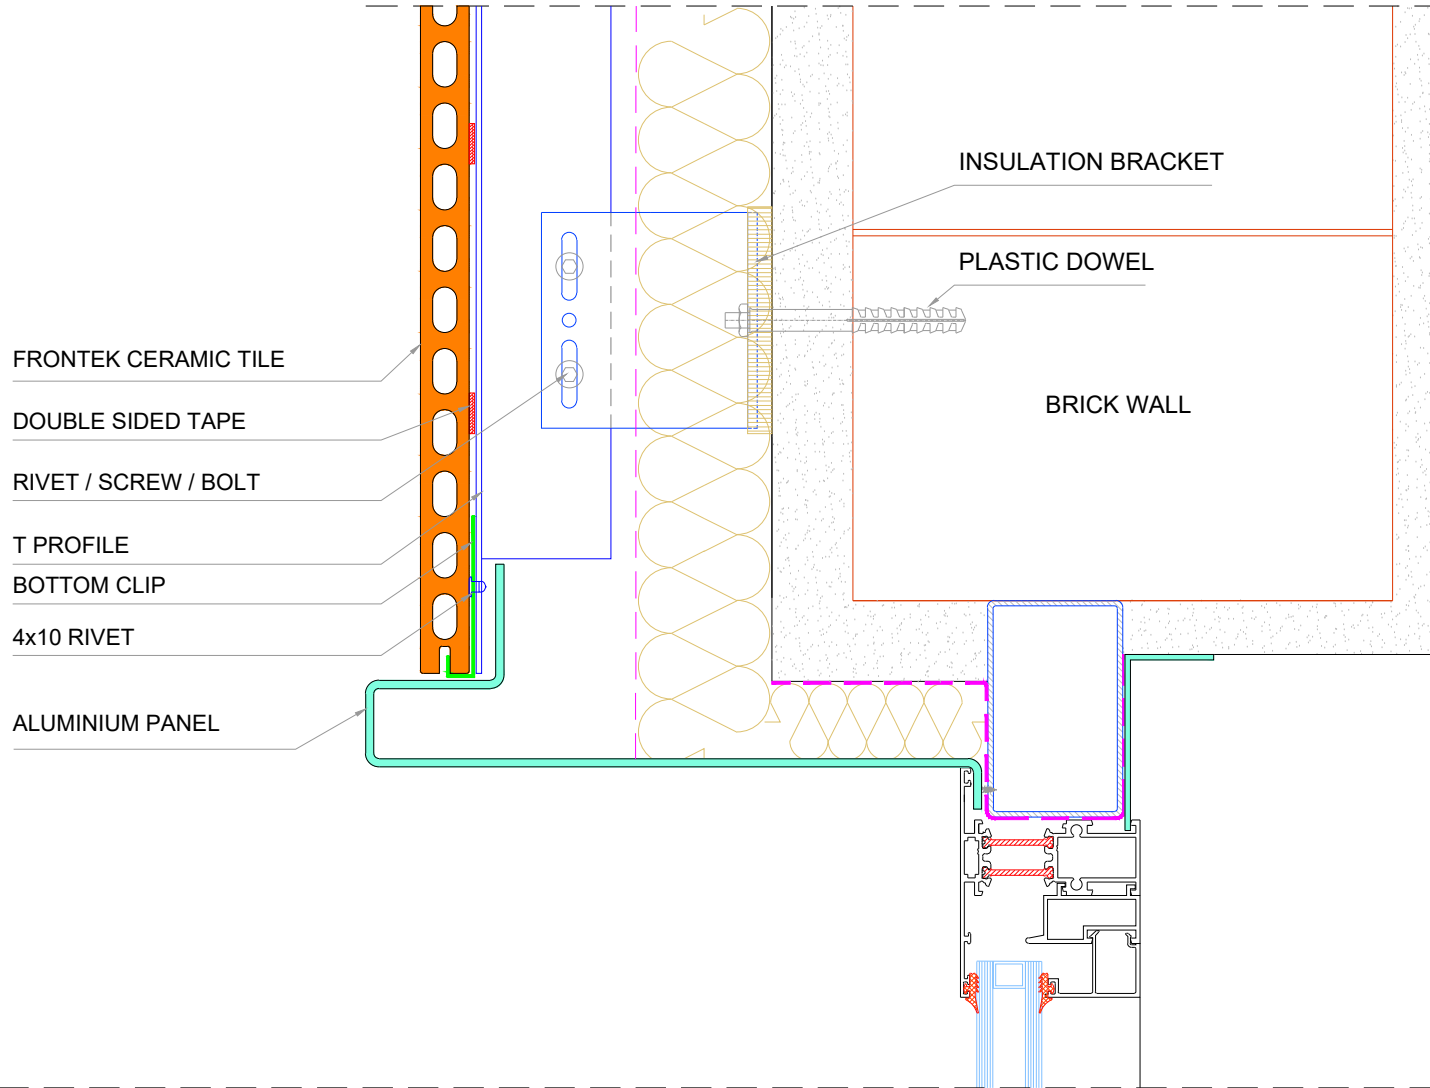 INSULATION BRACKET
PLASTIC DOWEL
FRONTEK CERAMIC TILE
BRICK WALL
DOUBLE SIDED TAPE
RIVET / SCREW / BOLT
T PROFILE
BOTTOM CLIP
4x10 RIVET
ALUMINIUM PANEL